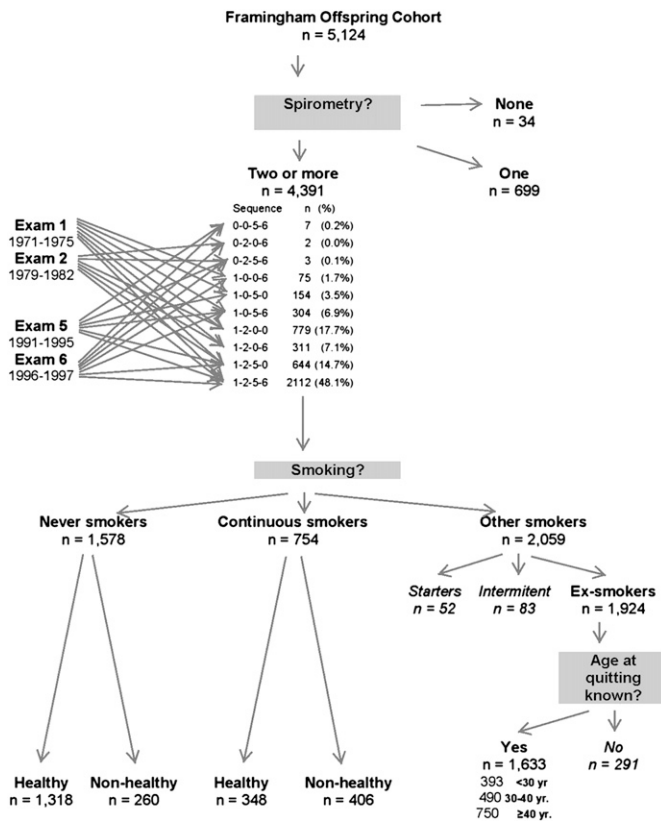 Framingham Offspring Cohort
n = 5,124
Spirometry?
None
n = 34
One
n = 699
Two or more
n = 4,391
Sequence n (%)
0-0-5-6 7 (0.2%)
0-2-0-6 2 (0.0%)
0-2-5-6 3 (0.1%)
1-0-0-6 75 (1.7%)
1-0-5-0 154 (3.5%)
1-0-5-6 304 (6.9%)
1-2-0-0 779 (17.7%)
1-2-0-6 311 (7.1%)
1-2-5-0 644 (14.7%)
1-2-5-6 2112 (48.1%)
Exam 1
1971-1975
Exam 2
1979-1982
Exam 5
1991-1995
Exam 6
1996-1997
Smoking?
Never smokers
n = 1,578
Continuous smokers
n = 754
Other smokers
n = 2,059
Starters
n = 52
Intermitent
n = 83
Ex-smokers
n = 1,924
Age at
quitting
known?
Yes
n = 1,633
393 <30 yr
490 30-40 yr.
750 ≥40 yr.
No
n = 291
Healthy
n = 1,318
Non-healthy
n = 260
Healthy
n = 348
Non-healthy
n = 406